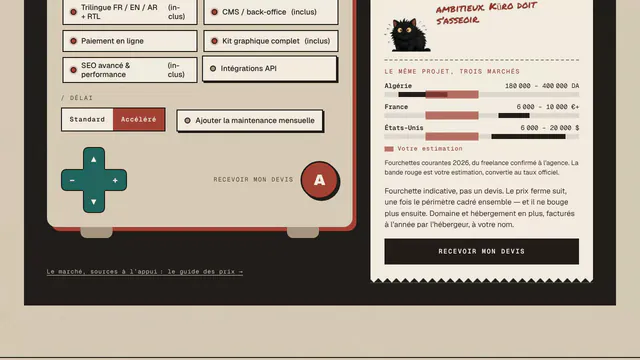 Trilingue FR / EN / AR (in-
+ RTL clus)
CMS / back-office (inclus)
Paiement en ligne
Kit graphique complet (inclus)
SEO avancé & (in-
performance clus)
Intégrations API
/ DÉLAI
Standard Accéléré
Ajouter la maintenance mensuelle
RECEVOIR MON DEVIS
A
Le marché, sources à l'appui : le guide des prix →
AMBITIEUX. KŪRO DOIT
S'ASSEOIR.
LE MÊME PROJET, TROIS MARCHÉS
Algérie 180 000 - 400 000 DA
France 6 000 - 10 000 €+
États-Unis 6 000 - 20 000 $
Votre estimation
Fourchettes courantes 2026, du freelance confirmé à l'agence. La
bande rouge est votre estimation, convertie au taux officiel.
Fourchette indicative, pas un devis. Le prix ferme suit,
une fois le périmètre cadré ensemble — et il ne bouge
plus ensuite. Domaine et hébergement en plus, facturés
à l'année par l'hébergeur, à votre nom.
RECEVOIR MON DEVIS